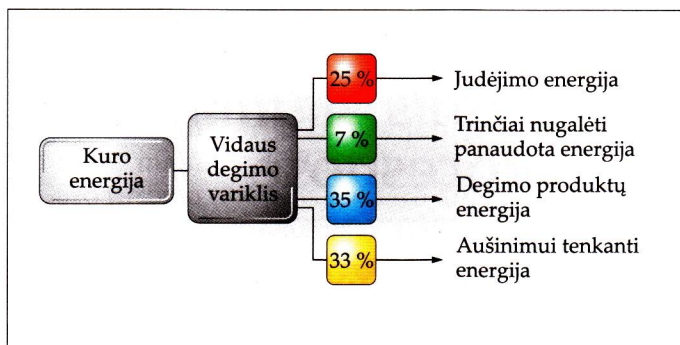 Kuro
energija
Vidaus
degimo
variklis
25 %
Judėjimo energija
7 %
Trinčiai nugalėti
panaudota energija
35 %
Degimo produktų
energija
33 %
Aušinimui tenkanti
energija